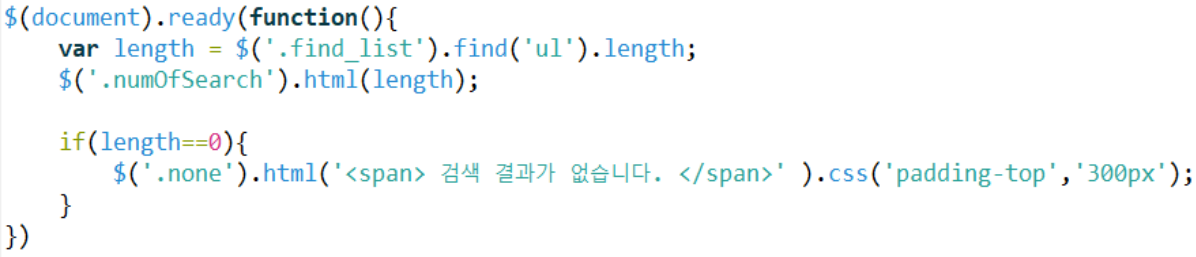 $(document).ready(function(){
    var length = $('.find_list').find('ul').length;
    $('.numOfSearch').html(length);

    if(length==0){
        $('.none').html('<span> 검색 결과가 없습니다. </span>' ).css('padding-top','300px');
    }
})